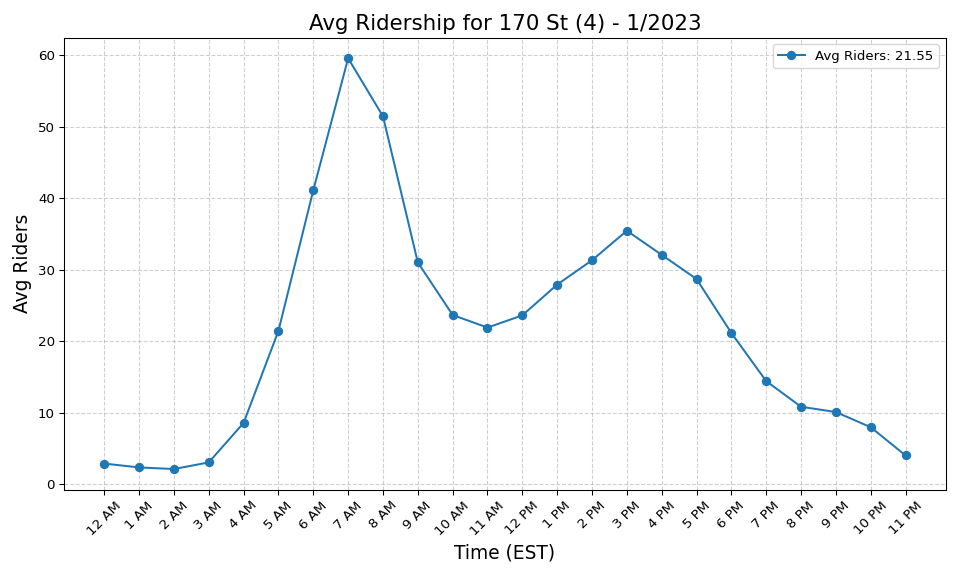 Avg Ridership for 170 St (4) - 1/2023
Avg Riders: 21.55
Avg Riders
60
50
40
30
20
10
0
12 AM
1 AM
2 AM
3 AM
4 AM
5 AM
6 AM
7 AM
8 AM
9 AM
10 AM
11 AM
12 PM
1 PM
2 PM
3 PM
4 PM
5 PM
6 PM
7 PM
8 PM
9 PM
10 PM
11 PM
Time (EST)